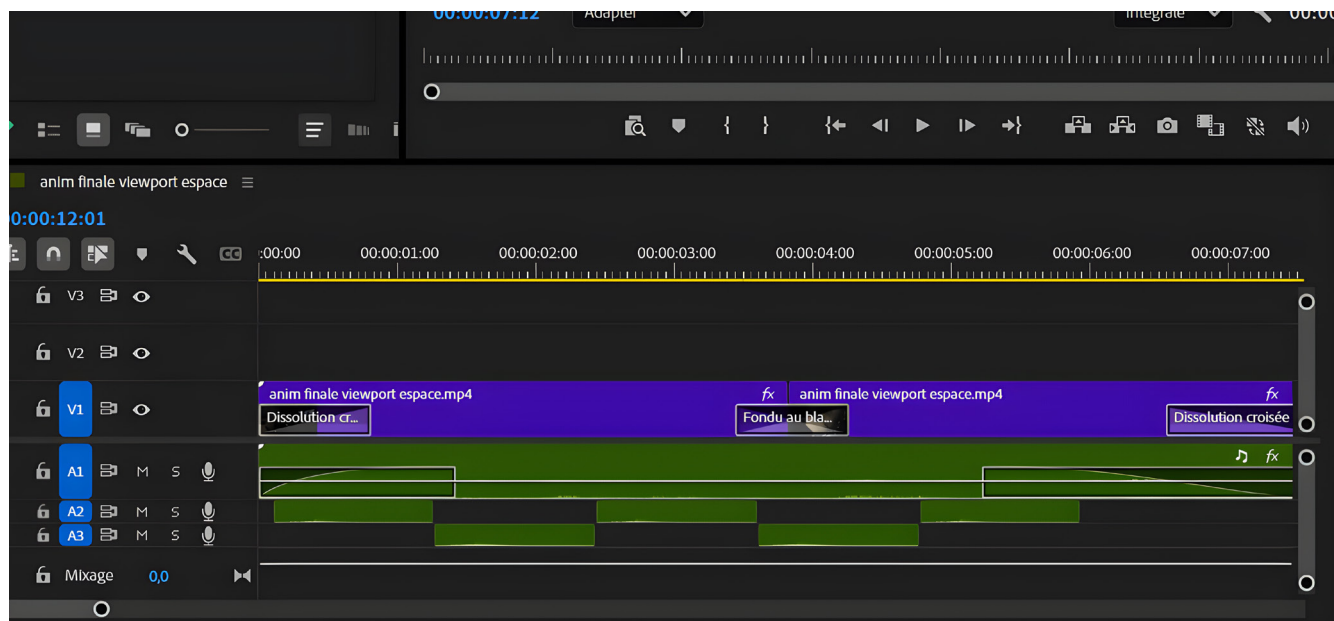 00:00:07:12 Adapter Intégrale
anim finale viewport espace
0:00:12:01
:00:00 00:00:01:00 00:00:02:00 00:00:03:00 00:00:04:00 00:00:05:00 00:00:06:00 00:00:07:00
V3
V2
anim finale viewport espace.mp4 fx anim finale viewport espace.mp4 fx
V1
Dissolution cr... Fondu au bla... Dissolution croisée
fx
A1 M S
A2 M S
A3 M S
Mixage 0,0